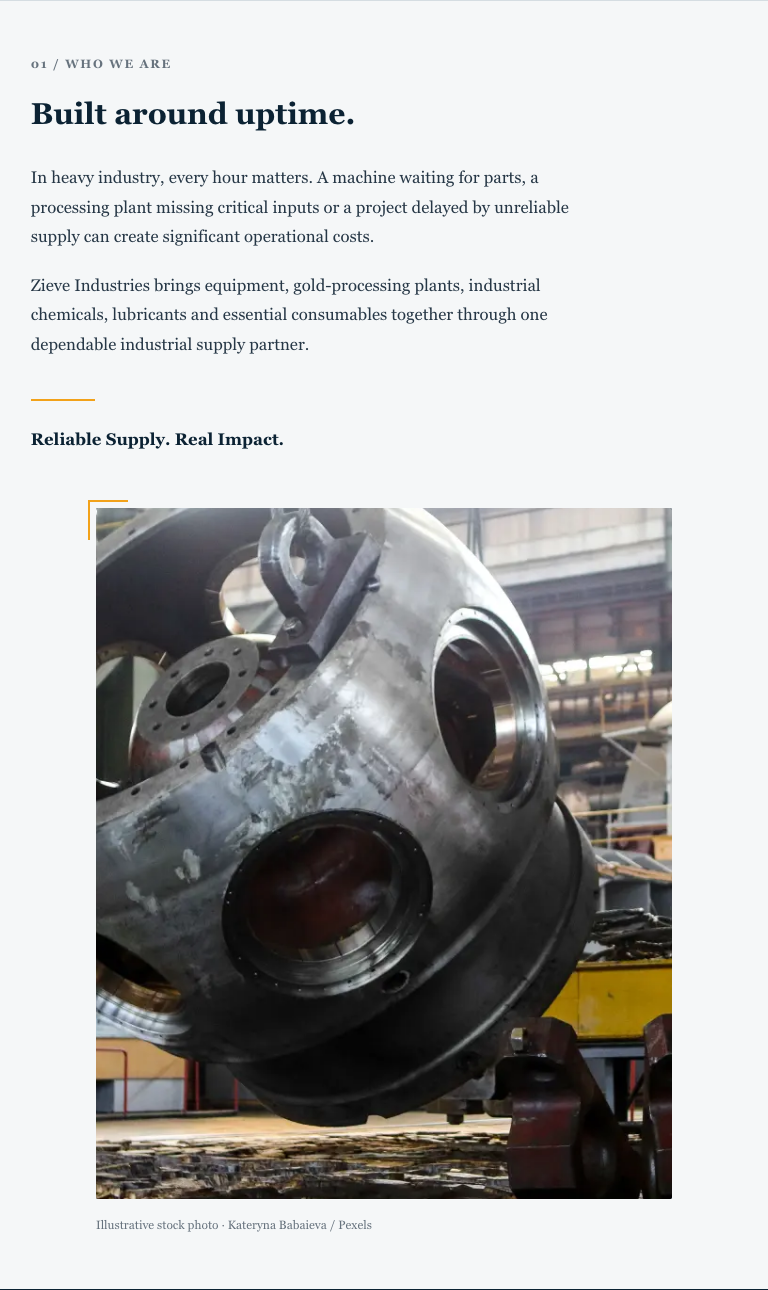 01 / WHO WE ARE
Built around uptime.
In heavy industry, every hour matters. A machine waiting for parts, a
processing plant missing critical inputs or a project delayed by unreliable
supply can create significant operational costs.
Zieve Industries brings equipment, gold-processing plants, industrial
chemicals, lubricants and essential consumables together through one
dependable industrial supply partner.
Reliable Supply. Real Impact.
Illustrative stock photo · Kateryna Babaieva / Pexels